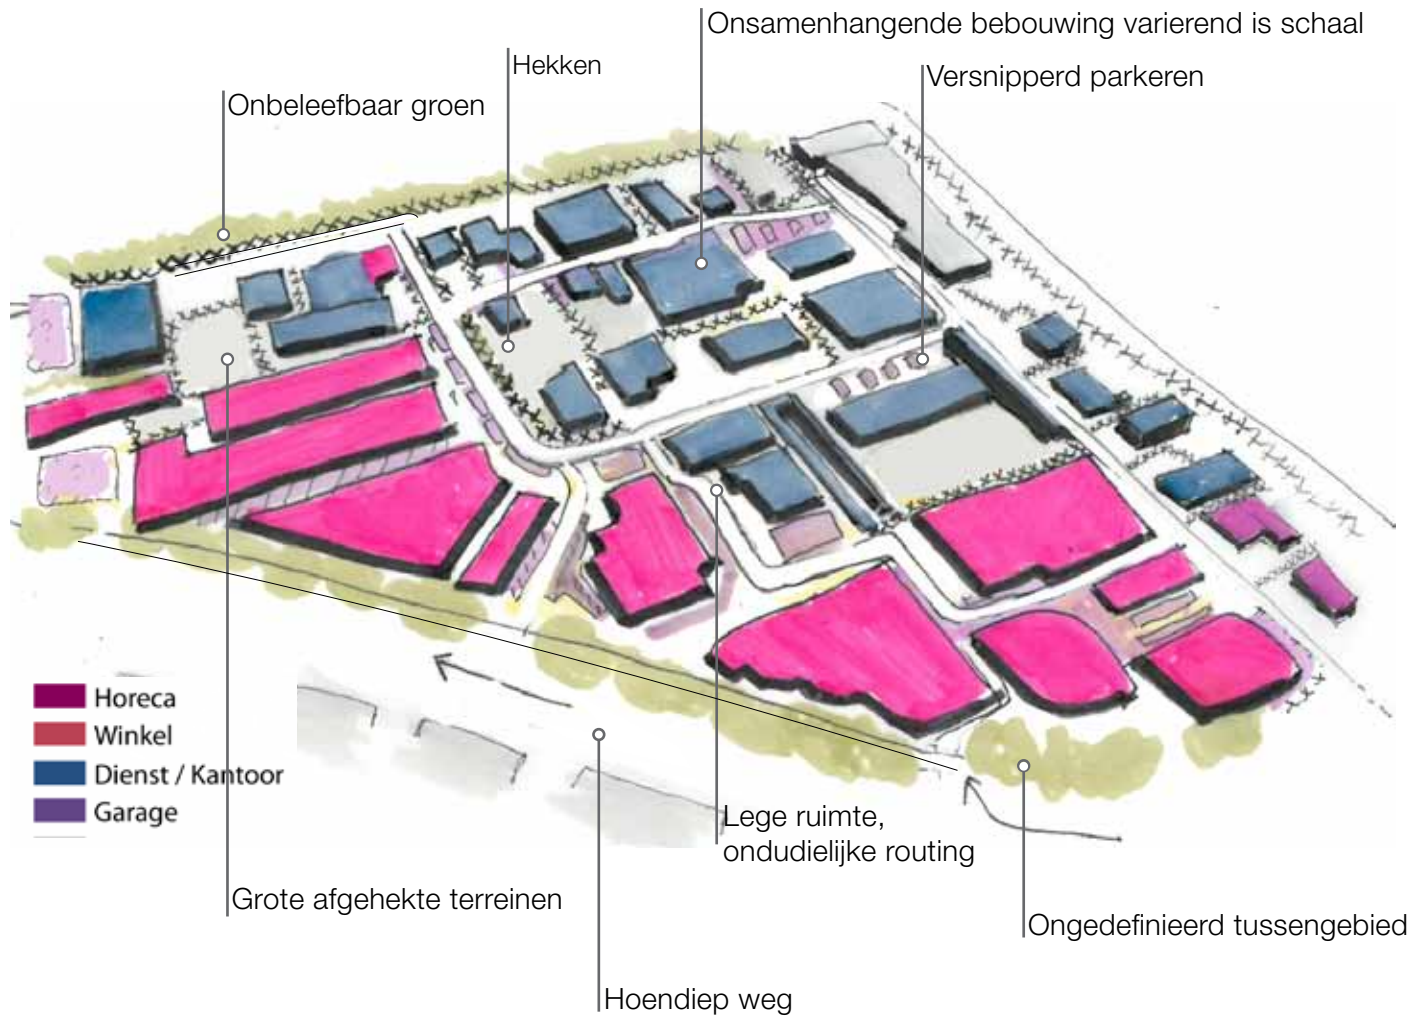 Onsamenhangende bebouwing varierend is schaal
Hekken
Versnipperd parkeren
Onbeleefbaar groen
Horeca
Winkel
Dienst / Kantoor
Garage
Lege ruimte,
ondudielijke routing
Grote afgehekte terreinen
Ongedefinieerd tussengebied
Hoendiep weg